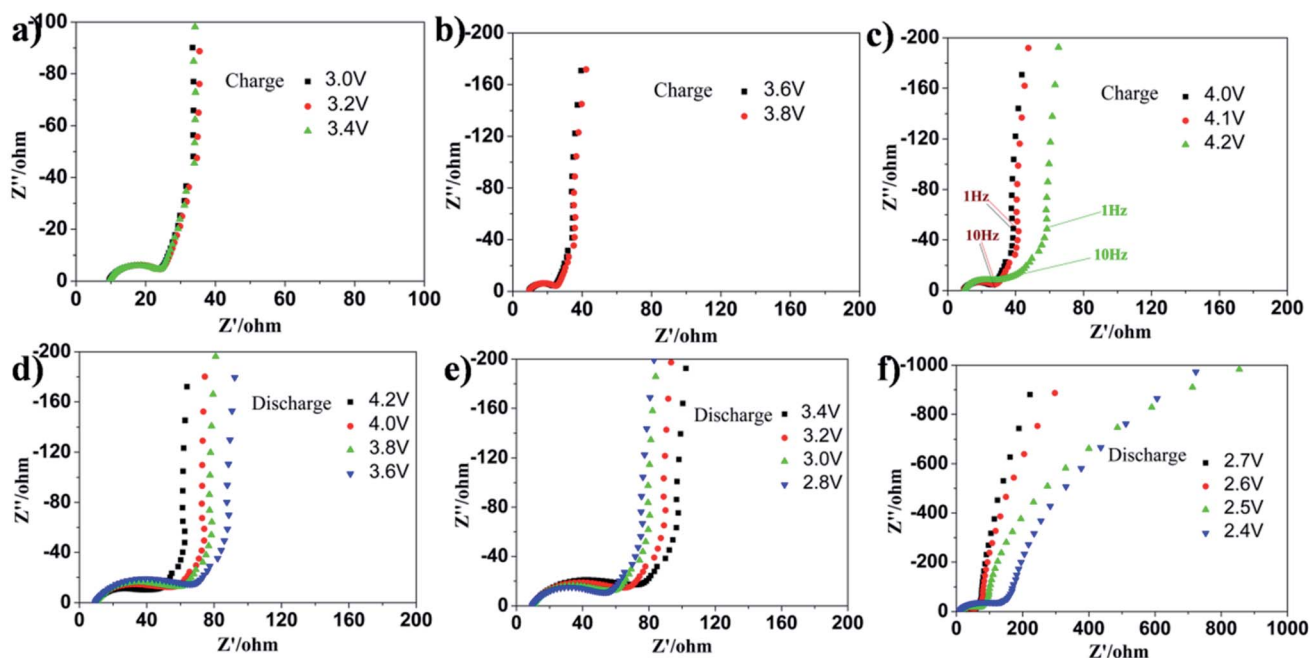 a)
-100
-80
-60
-40
-20
0
Z''/ohm
Charge
3.0V
3.2V
3.4V
0 20 40 60 80 100
Z'/ohm
b)
-200
-160
-120
-80
-40
0
Z''/ohm
Charge
3.6V
3.8V
0 40 80 120 160 200
Z'/ohm
c)
-200
-160
-120
-80
-40
0
Z''/ohm
Charge
4.0V
4.1V
4.2V
1Hz
1Hz
10Hz
10Hz
0 40 80 120 160 200
Z'/ohm
d)
-200
-160
-120
-80
-40
0
Z''/ohm
Discharge
4.2V
4.0V
3.8V
3.6V
0 40 80 120 160 200
Z'/ohm
e)
-200
-160
-120
-80
-40
0
Z''/ohm
Discharge
3.4V
3.2V
3.0V
2.8V
0 40 80 120 160 200
Z'/ohm
f)
-1000
-800
-600
-400
-200
0
Z''/ohm
Discharge
2.7V
2.6V
2.5V
2.4V
0 200 400 600 800 1000
Z'/ohm